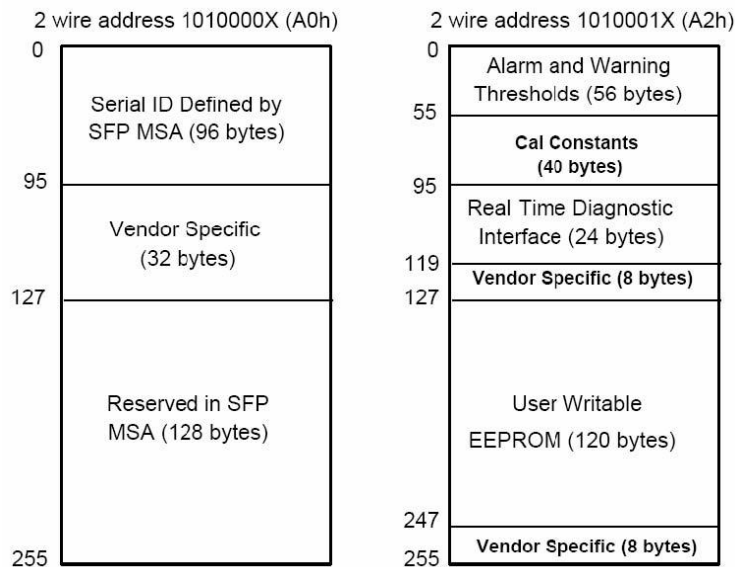 2 wire address 1010000X (A0h)
0
Serial ID Defined by
SFP MSA (96 bytes)
95
Vendor Specific
(32 bytes)
127
Reserved in SFP
MSA (128 bytes)
255
2 wire address 1010001X (A2h)
0
Alarm and Warning
Thresholds (56 bytes)
55
Cal Constants
(40 bytes)
95
Real Time Diagnostic
Interface (24 bytes)
119
Vendor Specific (8 bytes)
127
User Writable
EEPROM (120 bytes)
247
Vendor Specific (8 bytes)
255